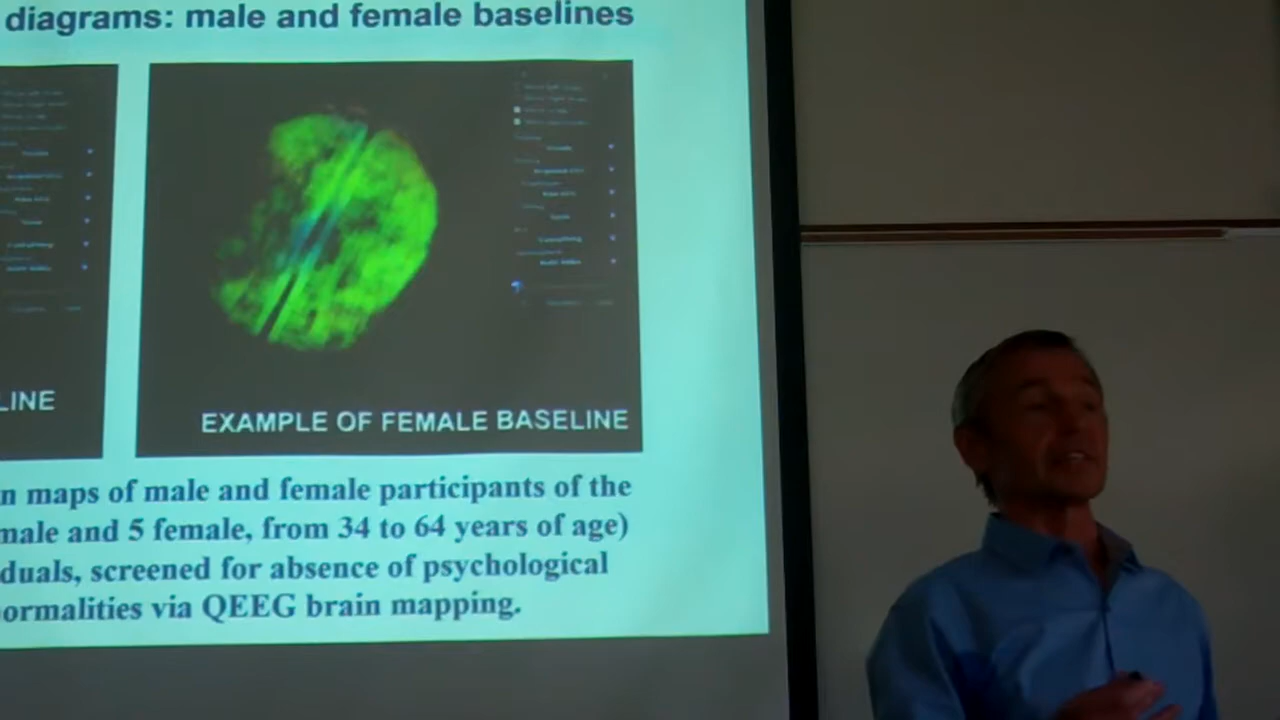 diagrams: male and female baselines
LINE
EXAMPLE OF FEMALE BASELINE
n maps of male and female participants of the
male and 5 female, from 34 to 64 years of age)
duals, screened for absence of psychological
ormalities via QEEG brain mapping.